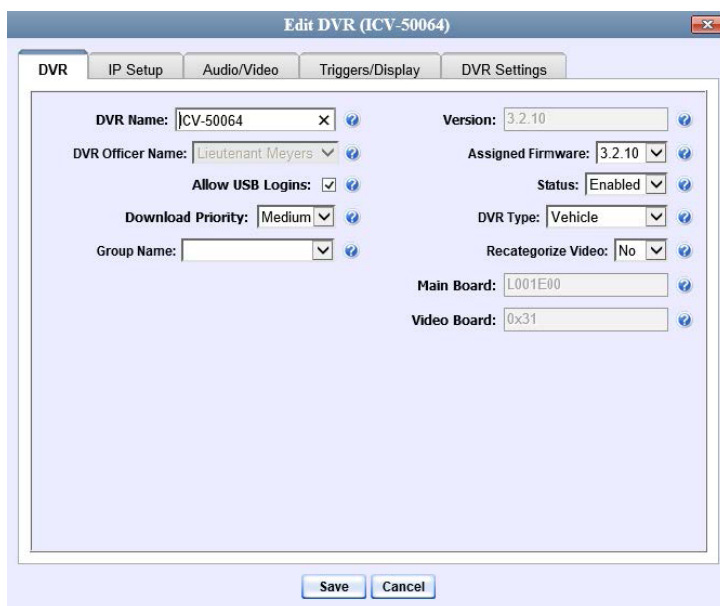 Edit DVR (ICV-50064)
DVR
IP Setup
Audio/Video
Triggers/Display
DVR Settings
DVR Name: ICV-50064
DVR Officer Name: Lieutenant Meyers
Allow USB Logins:
Download Priority: Medium
Group Name:
Version: 3.2.10
Assigned Firmware: 3.2.10
Status: Enabled
DVR Type: Vehicle
Recategorize Video: No
Main Board: L001E00
Video Board: 0x31
Save
Cancel